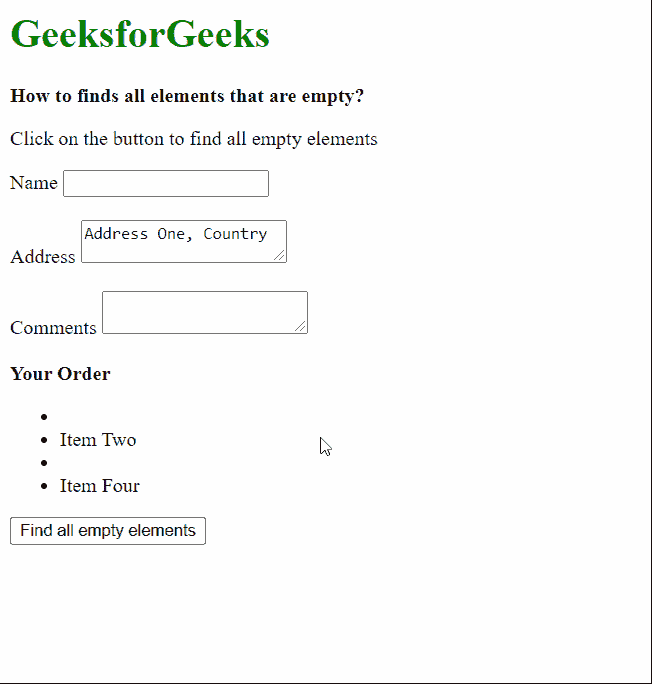 GeeksforGeeks
How to finds all elements that are empty?
Click on the button to find all empty elements
Name
Address One, Country
Address
Comments
Your Order
Item Two
Item Four
Find all empty elements